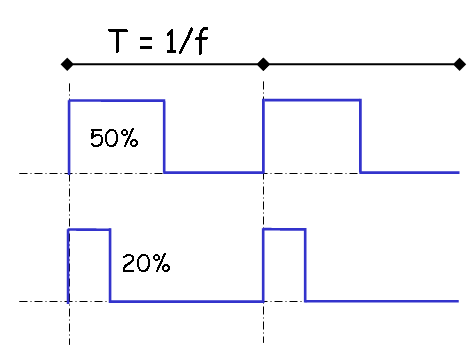 T = 1/f
50%
20%